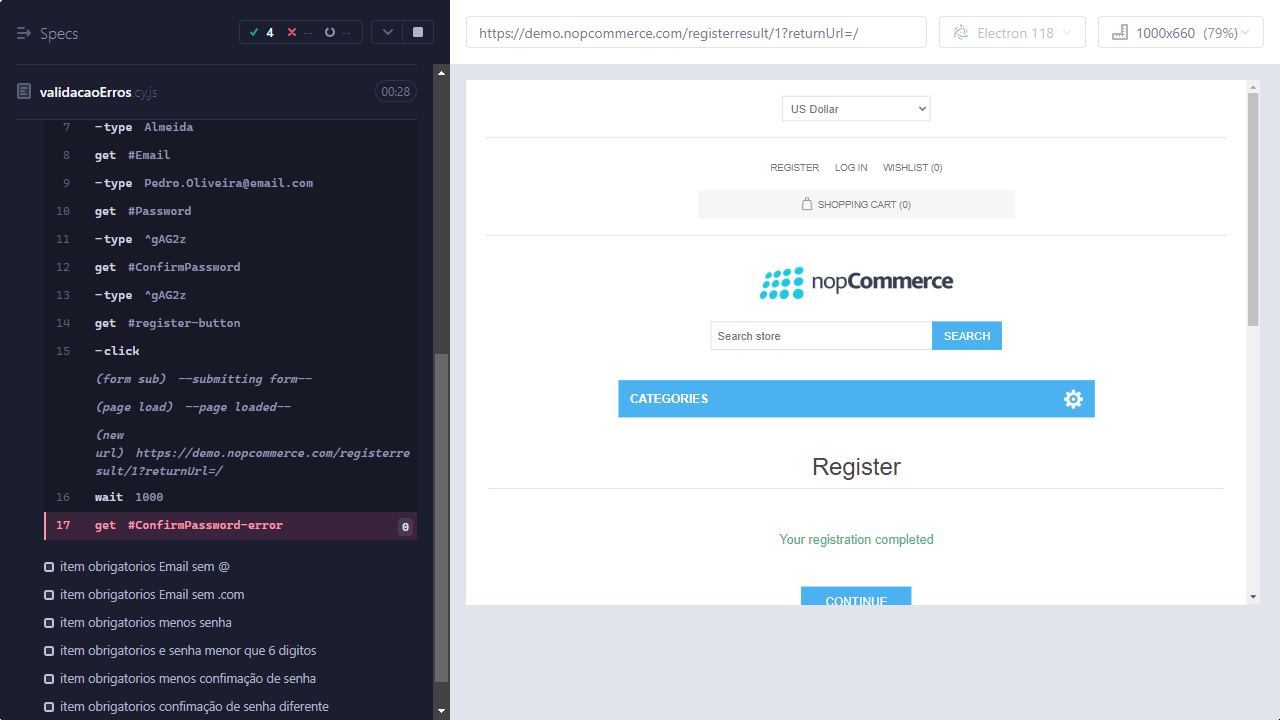 Specs
4
--
--
https://demo.nopcommerce.com/registerresult/1?returnUrl=/
Electron 118
1000x660 (79%)
validacaoErros.cy.js
00:28
7 -type Almeida
8 get #Email
9 -type Pedro.Oliveira@email.com
10 get #Password
11 -type ^gAG2z
12 get #ConfirmPassword
13 -type ^gAG2z
14 get #register-button
15 -click
(form sub) --submitting form--
(page load) --page loaded--
(new
url) https://demo.nopcommerce.com/registerre
sult/1?returnUrl=/
16 wait 1000
17 get #ConfirmPassword-error 0
item obrigatorios Email sem @
item obrigatorios Email sem .com
item obrigatorios menos senha
item obrigatorios e senha menor que 6 digitos
item obrigatorios menos confimação de senha
item obrigatorios confimação de senha diferente
US Dollar
REGISTER LOG IN WISHLIST (0)
SHOPPING CART (0)
nopCommerce
Search store SEARCH
CATEGORIES
Register
Your registration completed
CONTINUE